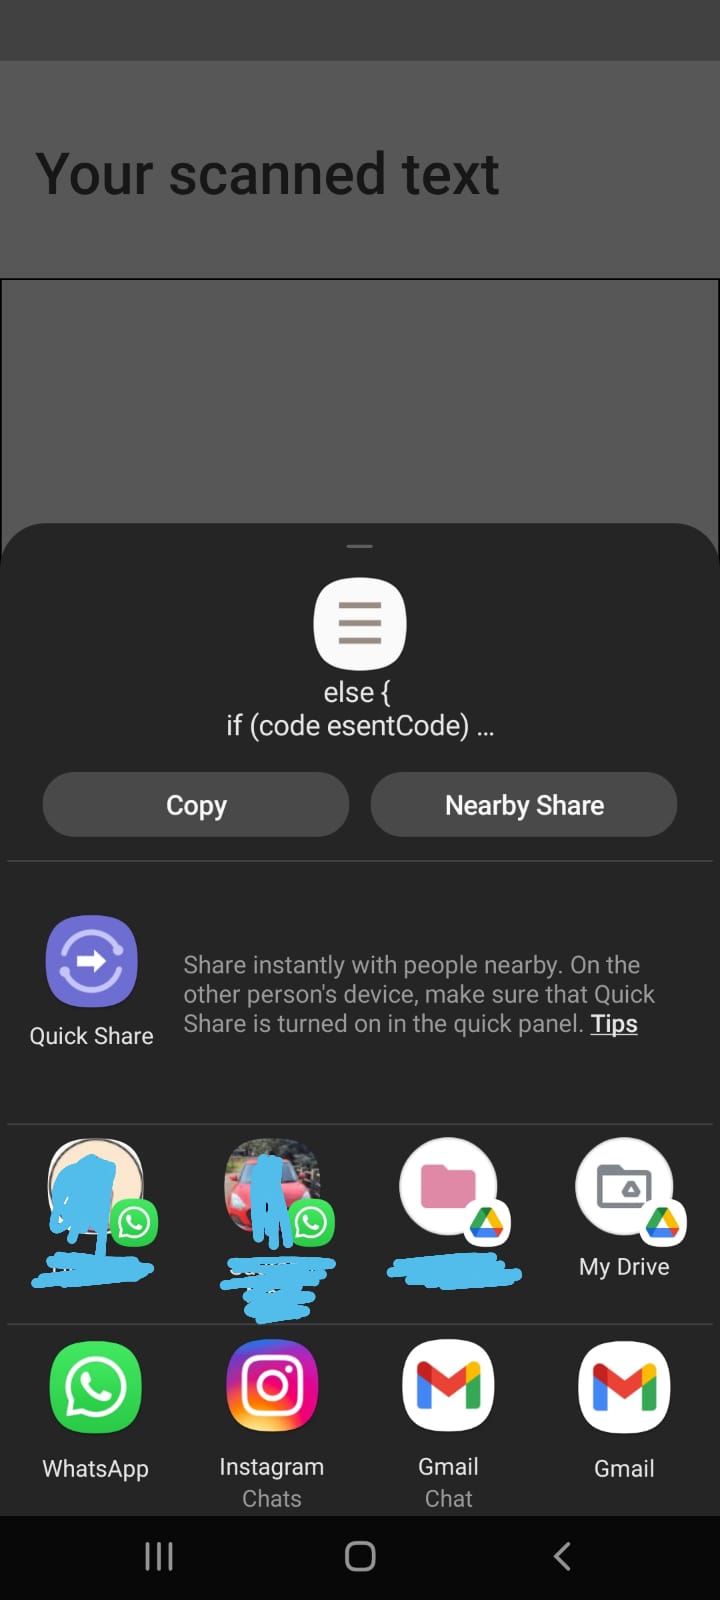 Your scanned text
else {
if (code esentCode) ...
Copy
Nearby Share
Share instantly with people nearby. On the
other person's device, make sure that Quick
Share is turned on in the quick panel. Tips
Quick Share
My Drive
WhatsApp
Instagram
Chats
Gmail
Chat
Gmail